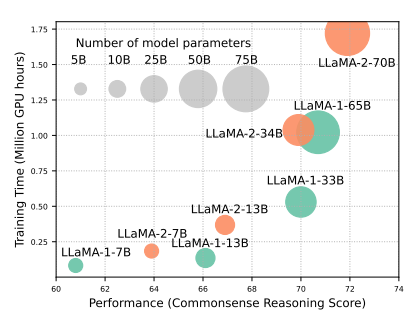 Number of model parameters
5B 10B 25B 50B 75B
LLaMA-2-70B
LLaMA-1-65B
LLaMA-2-34B
LLaMA-1-33B
LLaMA-2-13B
LLaMA-2-7B
LLaMA-1-13B
LLaMA-1-7B
Training Time (Million GPU hours)
1.75
1.50
1.25
1.00
0.75
0.50
0.25
60 62 64 66 68 70 72 74
Performance (Commonsense Reasoning Score)